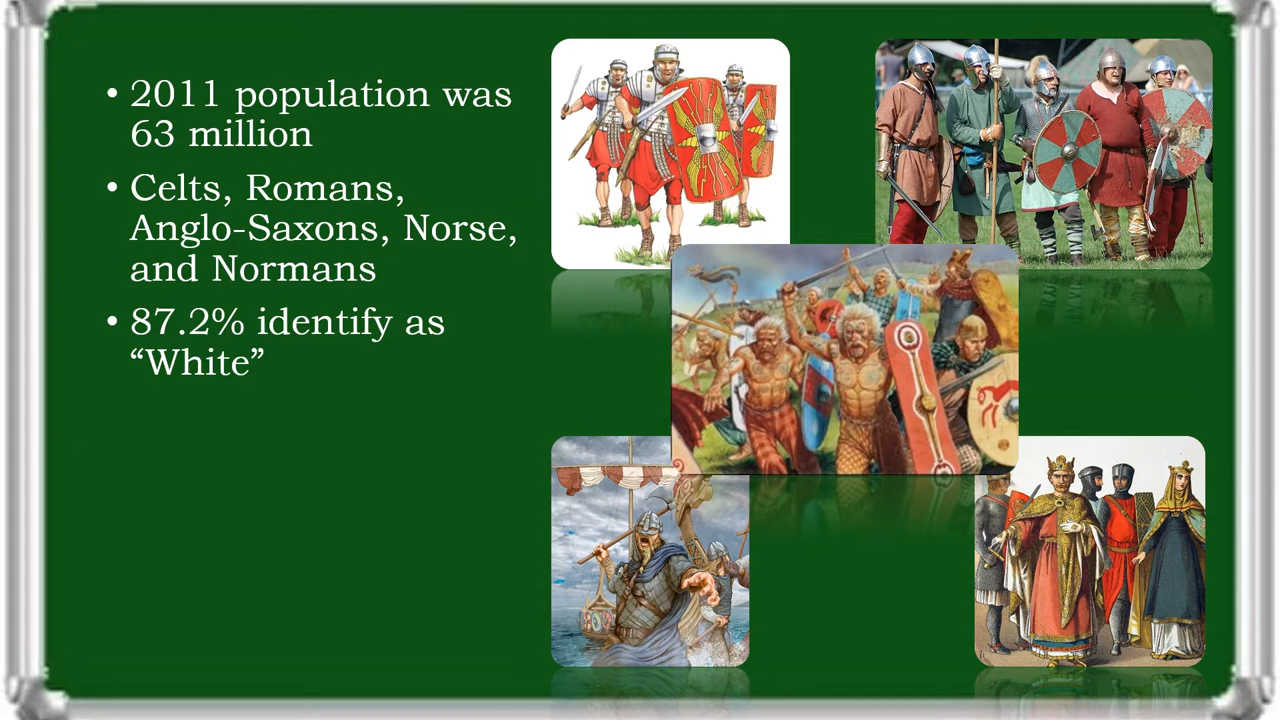 • 2011 population was
63 million
• Celts, Romans,
Anglo-Saxons, Norse,
and Normans
• 87.2% identify as
“White”